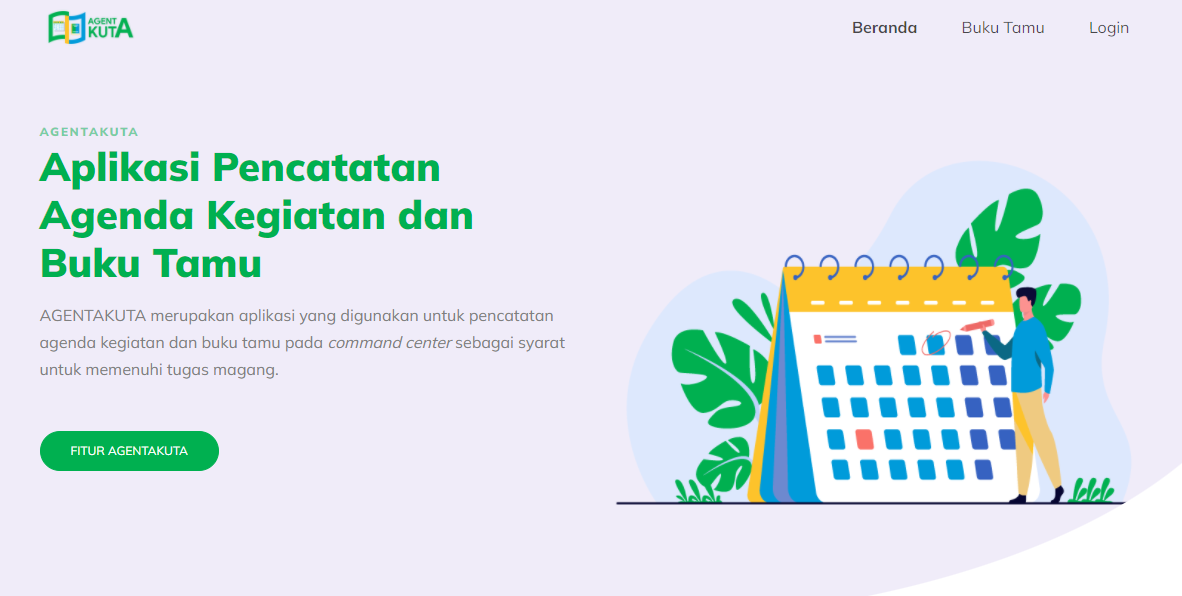 AGENT
KUTA
Beranda
Buku Tamu
Login
AGENTAKUTA
Aplikasi Pencatatan
Agenda Kegiatan dan
Buku Tamu
AGENTAKUTA merupakan aplikasi yang digunakan untuk pencatatan
agenda kegiatan dan buku tamu pada command center sebagai syarat
untuk memenuhi tugas magang.
FITUR AGENTAKUTA